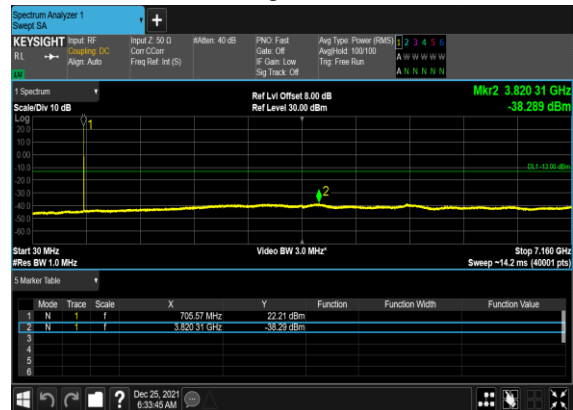 Spectrum Analyzer 1
Swept SA
+
KEYSIGHT Input: RF Input Z: 50 Ω #Atten: 40 dB PNO: Fast Avg Type: Power (RMS) 1 2 3 4 5 6
RL Coupling: DC Corr CCorr Gate: Off Avg|Hold: 100/100 A W W W W W
Align: Auto Freq Ref: Int (S) IF Gain: Low Trig: Free Run
LW Sig Track: Off A N N N N N
1 Spectrum Ref Lvl Offset 8.00 dB Mkr2 3.820 31 GHz
Scale/Div 10 dB Ref Level 30.00 dBm -38.289 dBm
Log
1
20.0
10.0
0.00
-10.0
DL1 -13.00 dBm
-20.0
-30.0
2
-40.0
-50.0
-60.0
Start 30 MHz Video BW 3.0 MHz* Stop 7.160 GHz
#Res BW 1.0 MHz Sweep ~14.2 ms (40001 pts)
5 Marker Table
Mode Trace Scale X Y Function Function Width Function Value
1 N 1 f 705.57 MHz 22.21 dBm
2 N 1 f 3.820 31 GHz -38.29 dBm
3
4
5
6
? Dec 25, 2021
6:33:45 AM